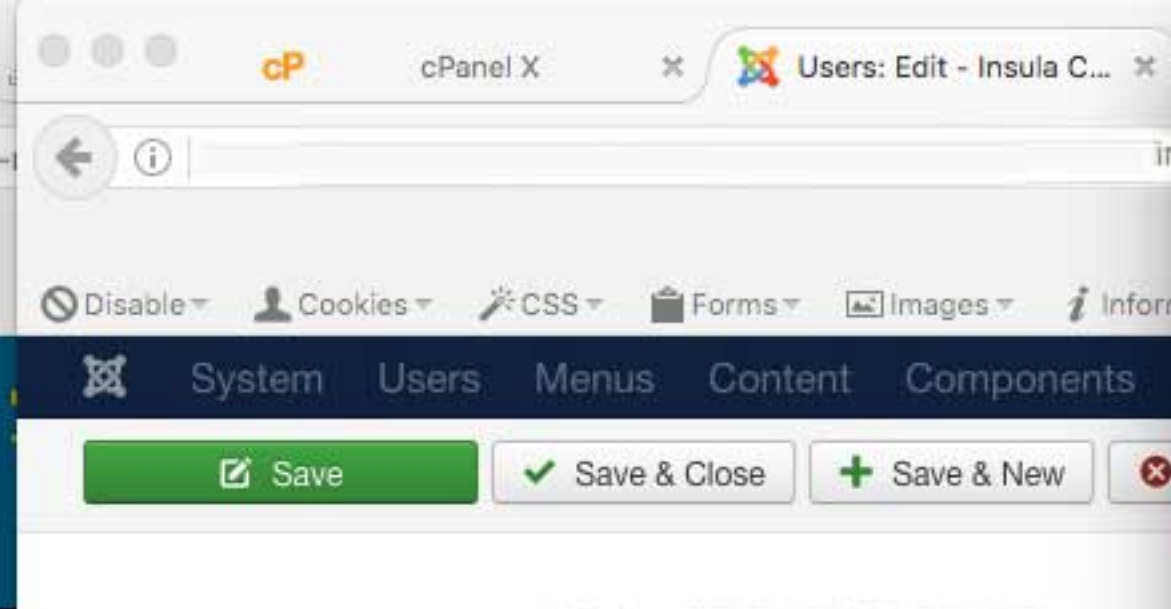 cP cPanel X × Users: Edit - Insula C... ×
Disable Cookies CSS Forms Images Infor
System Users Menus Content Components
Save Save & Close Save & New